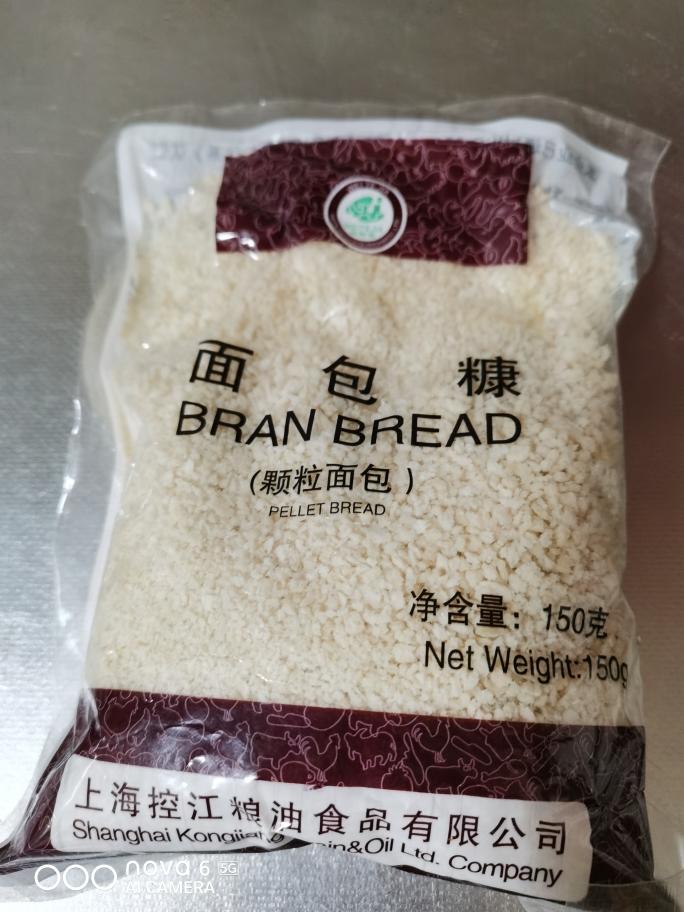 面包糠
BRAN BREAD
(颗粒面包)
PELLET BREAD
净含量：150克
Net Weight:150g
上海控江粮油食品有限公司
Shanghai &Oil Ltd. Company
nova 6 5G
AI CAMERA